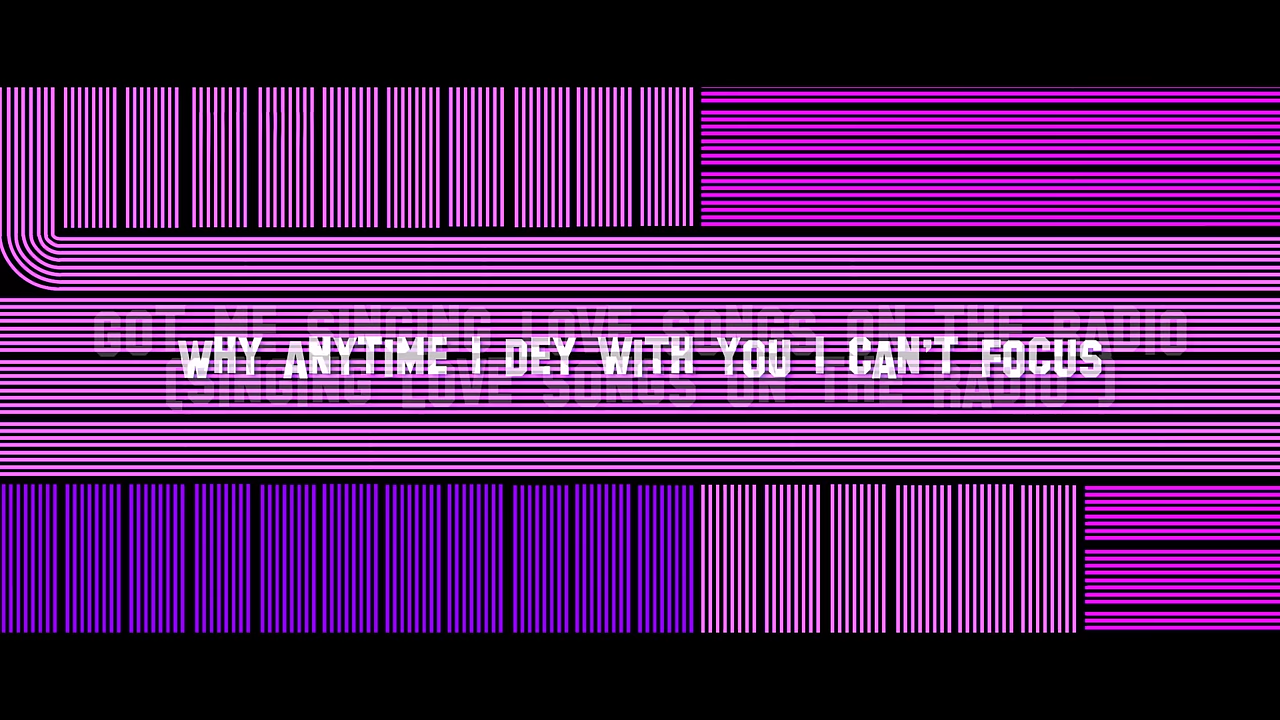 GOT ME SINGING LOVE SONGS ON THE RADIO
WHY ANYTIME I DEY WITH YOU I CAN'T FOCUS
(SINGING LOVE SONGS ON THE RADIO)